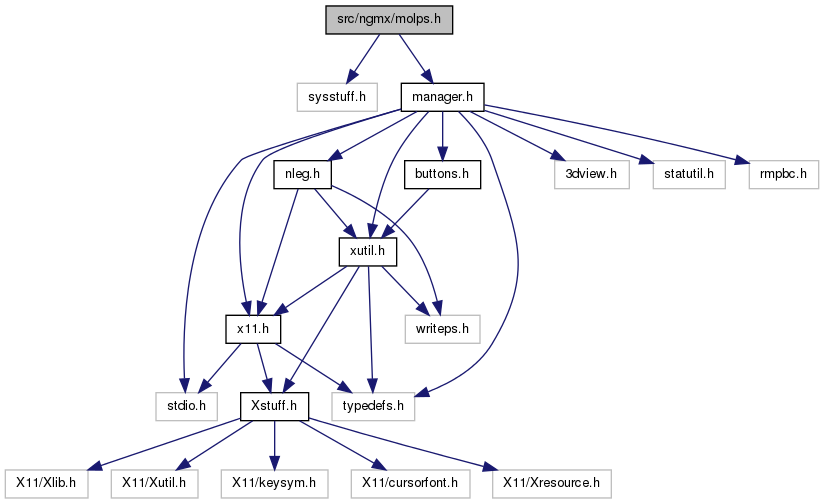 src/ngmx/molps.h
sysstuff.h
manager.h
nleg.h
buttons.h
3dview.h
statutil.h
rmpbc.h
xutil.h
x11.h
writeps.h
stdio.h
Xstuff.h
typedefs.h
X11/Xlib.h
X11/Xutil.h
X11/keysym.h
X11/cursorfont.h
X11/Xresource.h